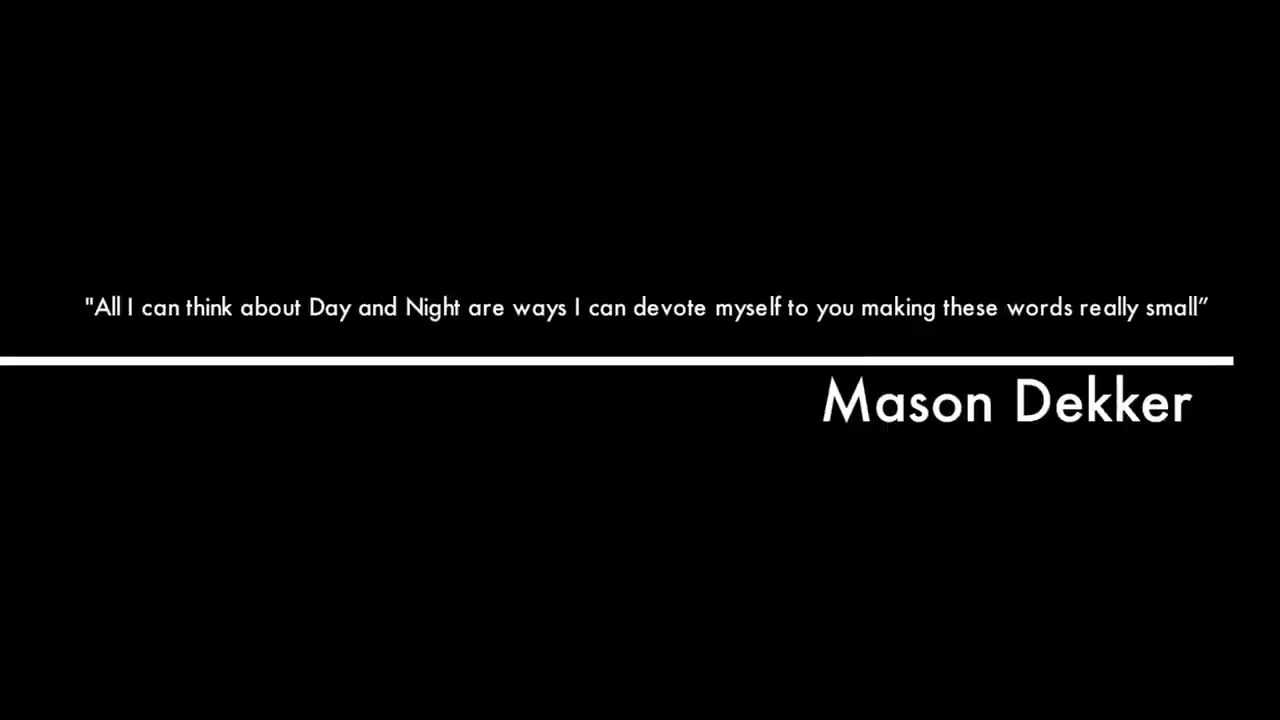 "All I can think about Day and Night are ways I can devote myself to you making these words really small”
Mason Dekker